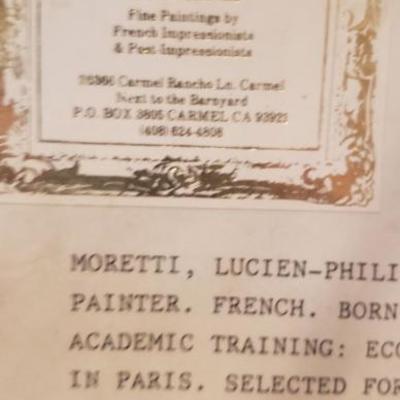 Fine Paintings by
French Impressionists
& Post-Impressionists
26366 Carmel Rancho Ln. Carmel
Next to the Barnyard
P.O. BOX 3805 CARMEL CA 93921
(408) 624-4808
MORETTI, LUCIEN-PHILI
PAINTER. FRENCH. BORN
ACADEMIC TRAINING: ECO
IN PARIS. SELECTED FOR